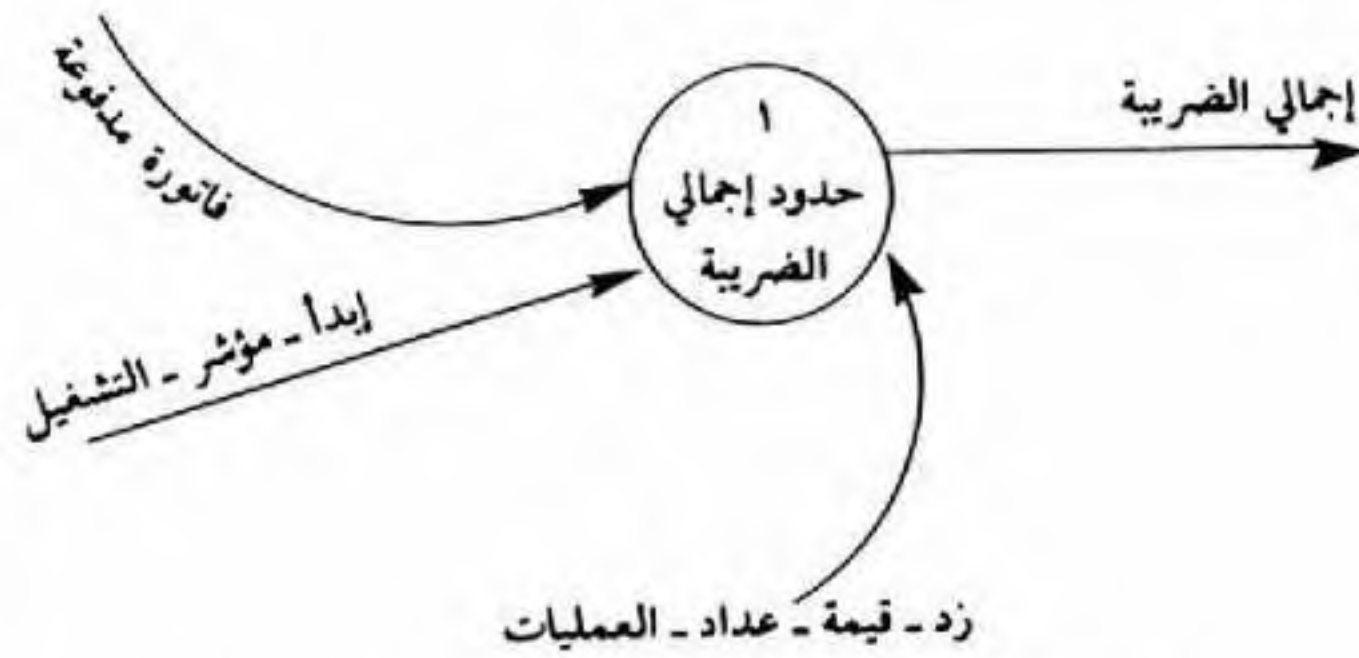 إجمالي الضريبة
١
حدود إجمالي
الضريبة
فاتورة مدفوعة
إبدأ - مؤشر - التشغيل
زد - قيمة - عداد - العمليات